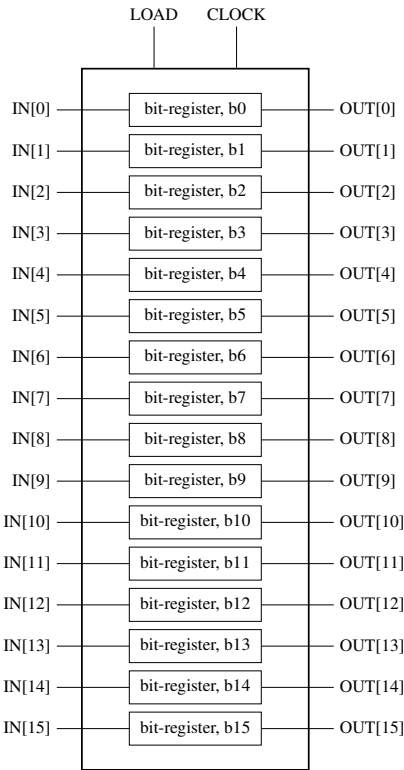 LOAD CLOCK
IN[0] bit-register, b0 OUT[0]
IN[1] bit-register, b1 OUT[1]
IN[2] bit-register, b2 OUT[2]
IN[3] bit-register, b3 OUT[3]
IN[4] bit-register, b4 OUT[4]
IN[5] bit-register, b5 OUT[5]
IN[6] bit-register, b6 OUT[6]
IN[7] bit-register, b7 OUT[7]
IN[8] bit-register, b8 OUT[8]
IN[9] bit-register, b9 OUT[9]
IN[10] bit-register, b10 OUT[10]
IN[11] bit-register, b11 OUT[11]
IN[12] bit-register, b12 OUT[12]
IN[13] bit-register, b13 OUT[13]
IN[14] bit-register, b14 OUT[14]
IN[15] bit-register, b15 OUT[15]